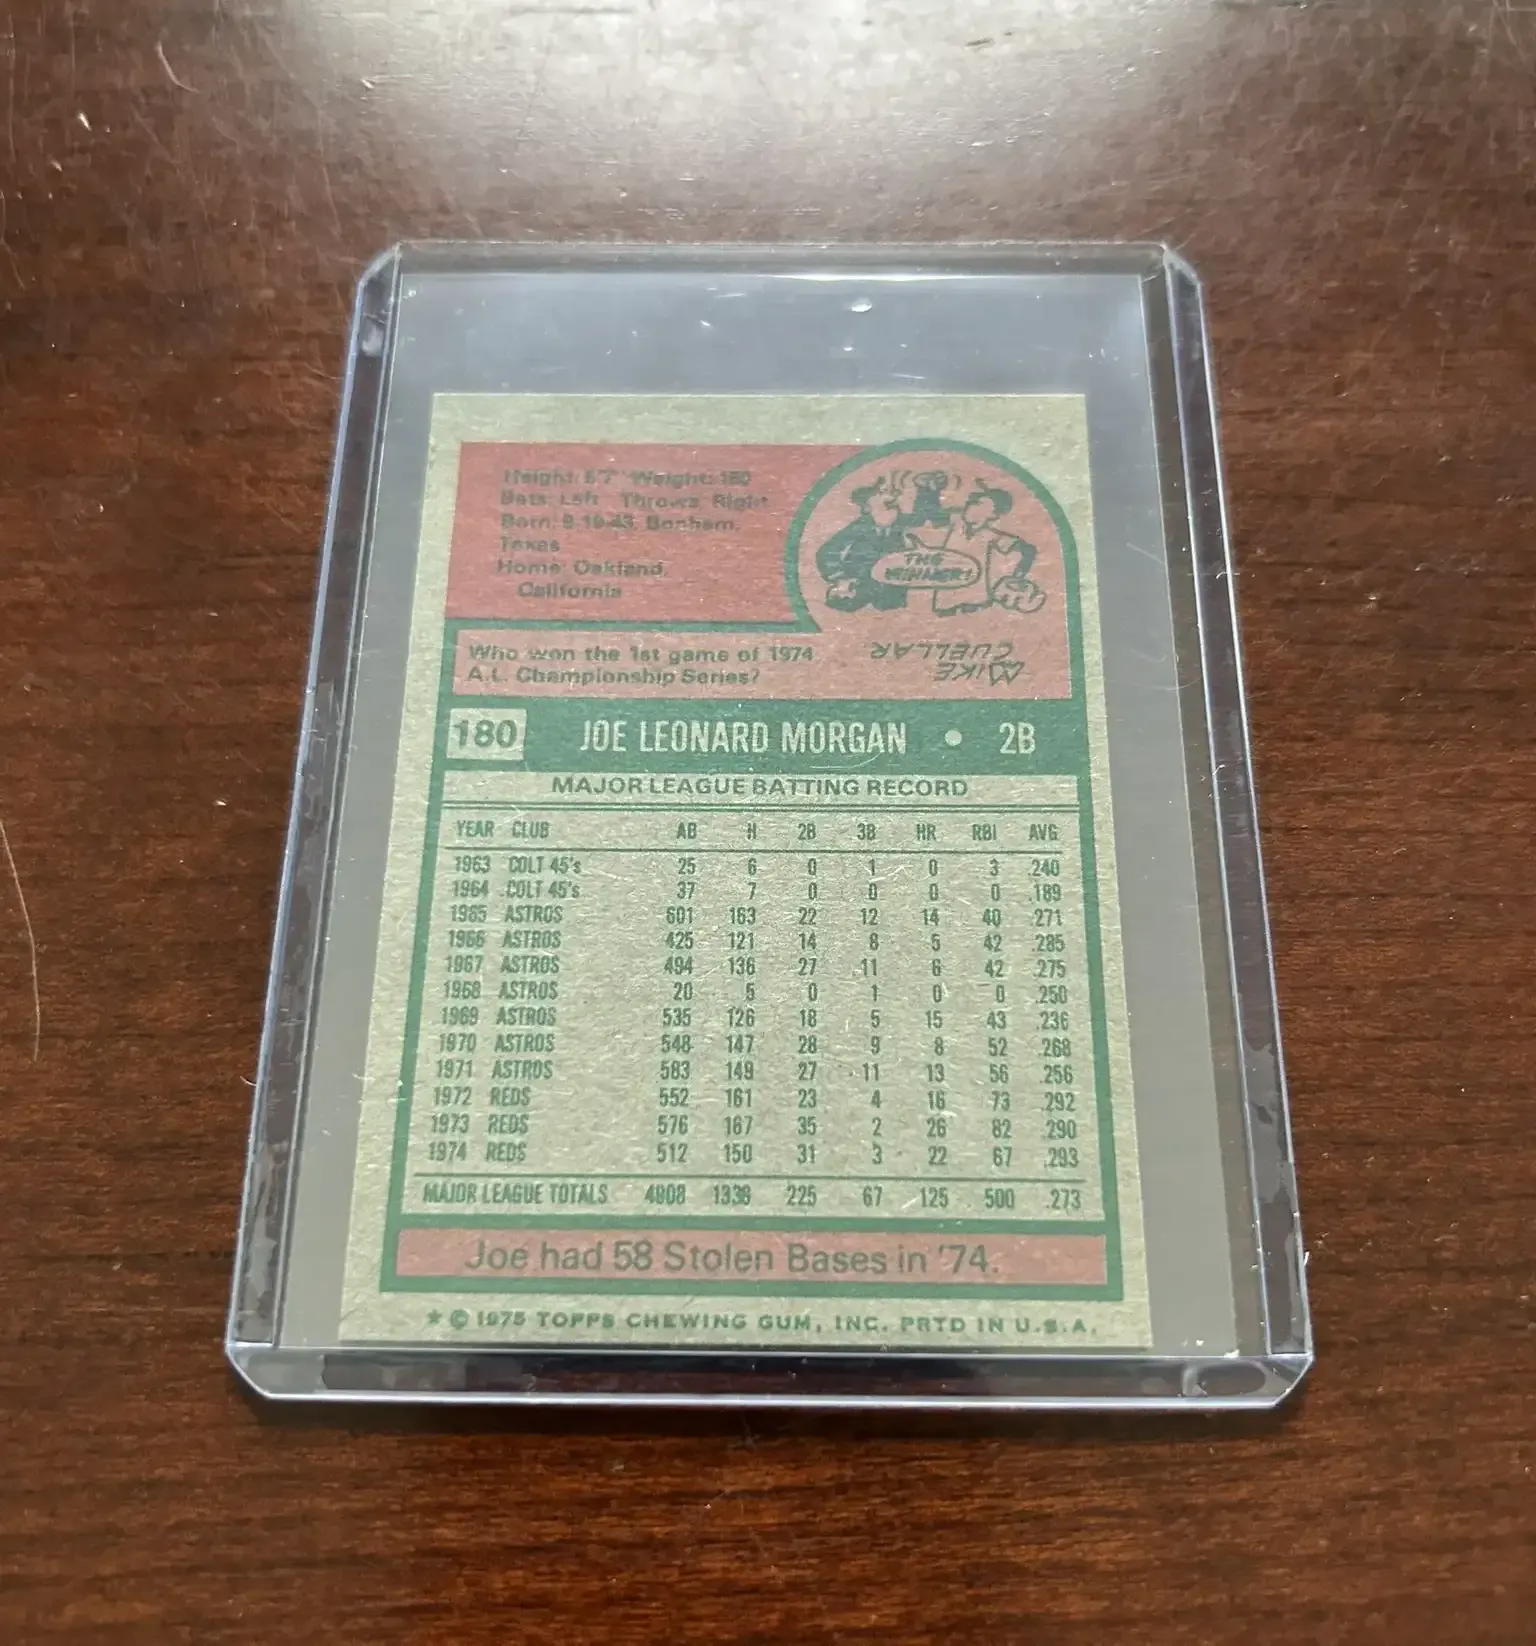 Height: 5'7" Weight: 160
Bats: Left Throws: Right
Born: 9-19-43, Bonham,
Texas
Home: Oakland,
California
THE
WINNER!
Who won the 1st game of 1974
A.L. Championship Series?
MIKE
CUELLAR
180 JOE LEONARD MORGAN • 2B
MAJOR LEAGUE BATTING RECORD
YEAR CLUB AB H 2B 3B HR RBI AVG
1963 COLT 45's 25 6 0 1 0 3 .240
1964 COLT 45's 37 7 0 0 0 0 .189
1965 ASTROS 601 163 22 12 14 40 .271
1966 ASTROS 425 121 14 8 5 42 .285
1967 ASTROS 494 136 27 11 6 42 .275
1968 ASTROS 20 5 0 1 0 0 .250
1969 ASTROS 535 126 18 5 15 43 .236
1970 ASTROS 548 147 28 9 8 52 .268
1971 ASTROS 583 149 27 11 13 56 .256
1972 REDS 552 161 23 4 16 73 .292
1973 REDS 576 167 35 2 26 82 .290
1974 REDS 512 150 31 3 22 67 .293
MAJOR LEAGUE TOTALS 4908 1338 225 67 125 500 .273
Joe had 58 Stolen Bases in '74.
* © 1975 TOPPS CHEWING GUM, INC. PRTD IN U.S.A.